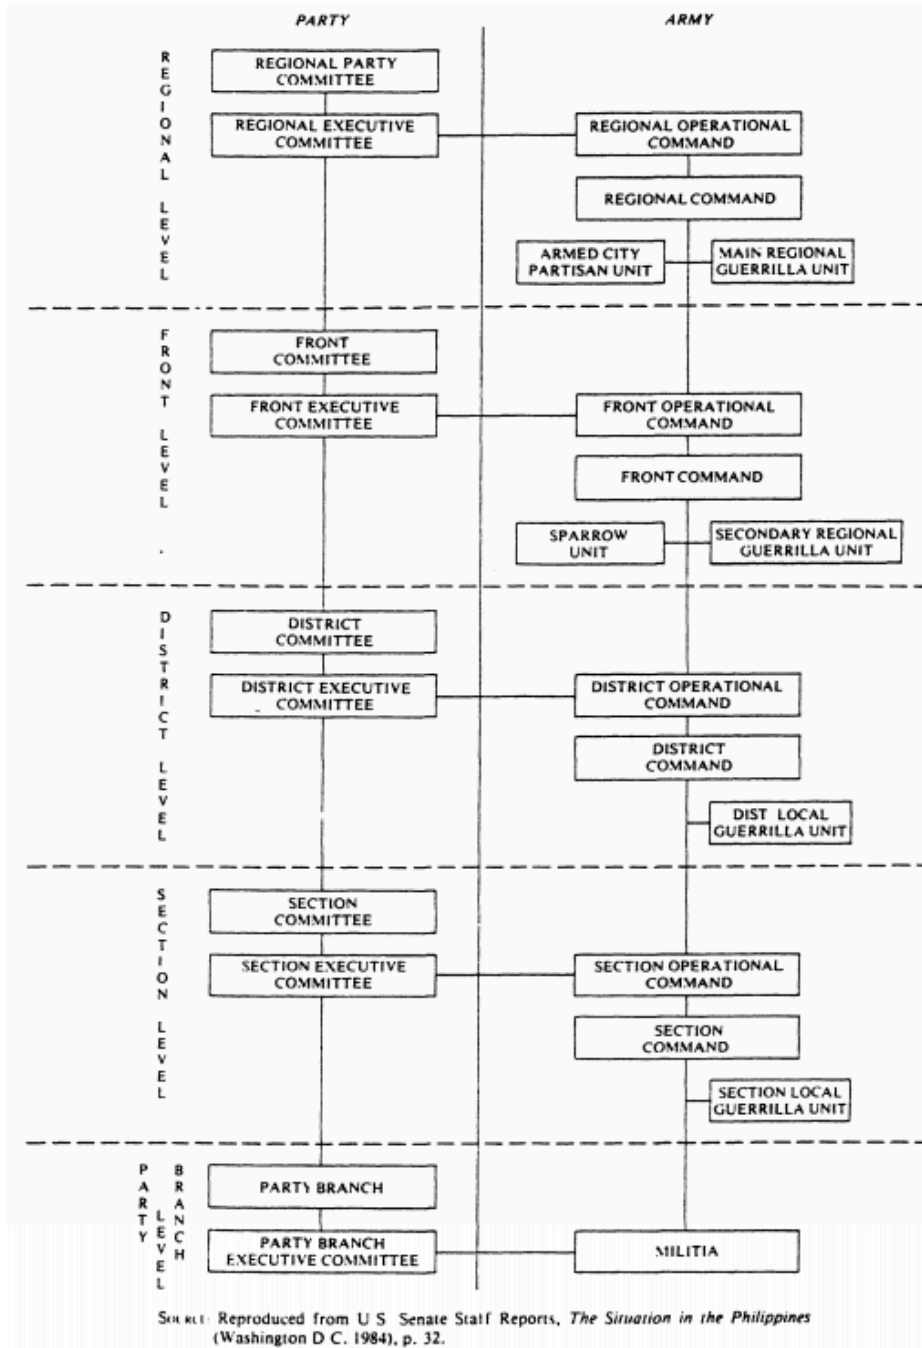 PARTY
ARMY
REGIONAL LEVEL
REGIONAL PARTY
COMMITTEE
REGIONAL EXECUTIVE
COMMITTEE
REGIONAL OPERATIONAL
COMMAND
REGIONAL COMMAND
ARMED CITY
PARTISAN UNIT
MAIN REGIONAL
GUERRILLA UNIT
FRONT LEVEL
FRONT
COMMITTEE
FRONT EXECUTIVE
COMMITTEE
FRONT OPERATIONAL
COMMAND
FRONT COMMAND
SPARROW
UNIT
SECONDARY REGIONAL
GUERRILLA UNIT
DISTRICT LEVEL
DISTRICT
COMMITTEE
DISTRICT EXECUTIVE
COMMITTEE
DISTRICT OPERATIONAL
COMMAND
DISTRICT
COMMAND
DIST LOCAL
GUERRILLA UNIT
SECTION LEVEL
SECTION
COMMITTEE
SECTION EXECUTIVE
COMMITTEE
SECTION OPERATIONAL
COMMAND
SECTION
COMMAND
SECTION LOCAL
GUERRILLA UNIT
PARTY
BRANCH
LEVEL
PARTY BRANCH
PARTY BRANCH
EXECUTIVE COMMITTEE
MILITIA
SOURCE: Reproduced from U S Senate Staff Reports, The Situation in the Philippines
(Washington D C. 1984), p. 32.